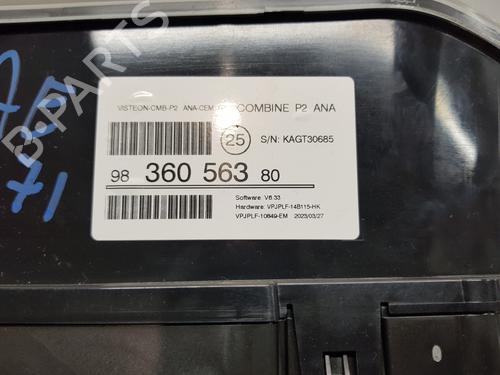 VISTEON-CMB-P2 ANA-CEM COMBINE P2 ANA
25 S/N: KAGT30685
98 360 563 80
Software: V6.33
Hardware: VPJPLF-14B115-HK
VPJPLF-10849-EM 2023/03/27
B-PARTS